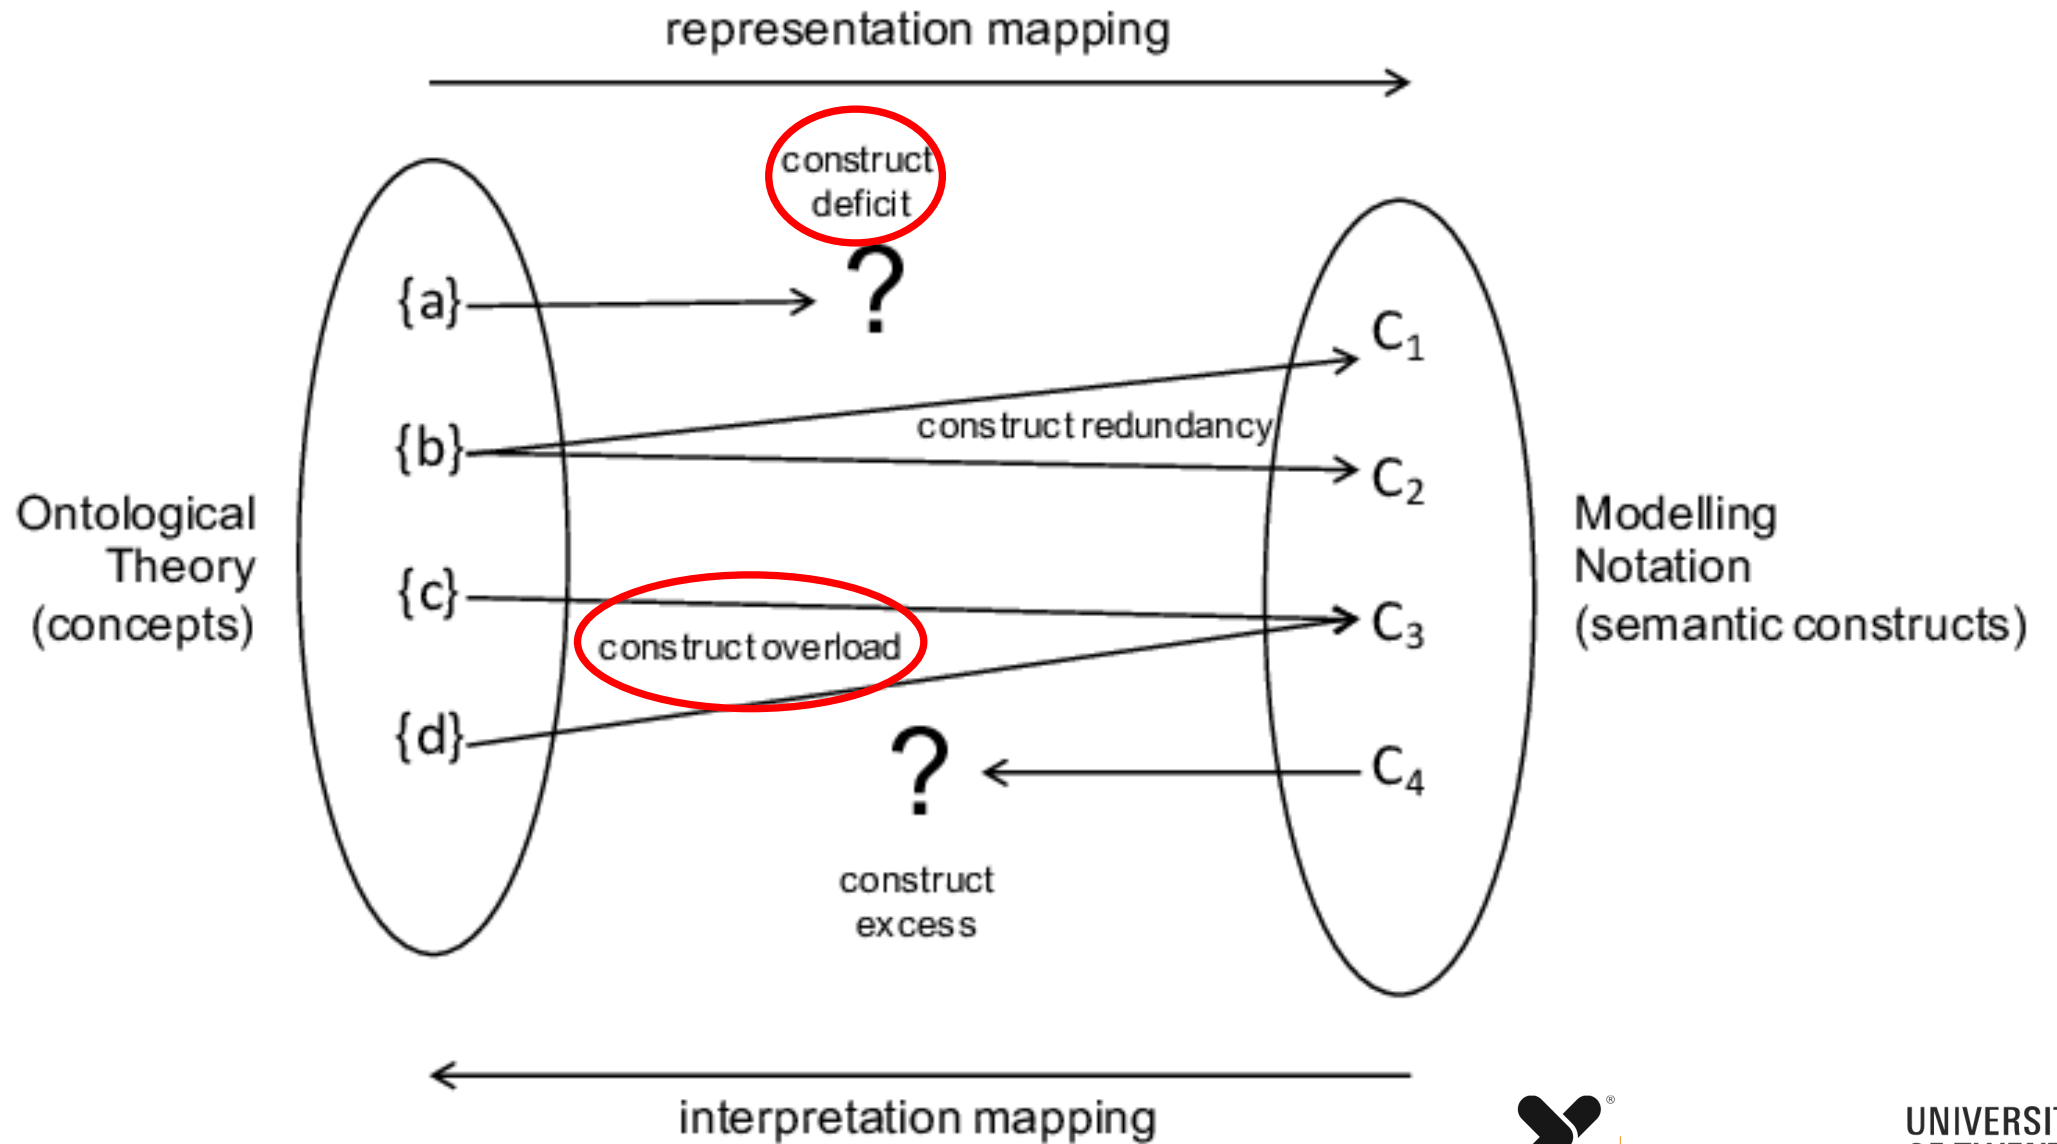 representation mapping
construct
deficit
?
{a}
C1
{b}
construct redundancy
C2
Ontological
Theory
(concepts)
Modelling
Notation
(semantic constructs)
{c}
construct overload
C3
{d}
?
C4
construct
excess
interpretation mapping
®